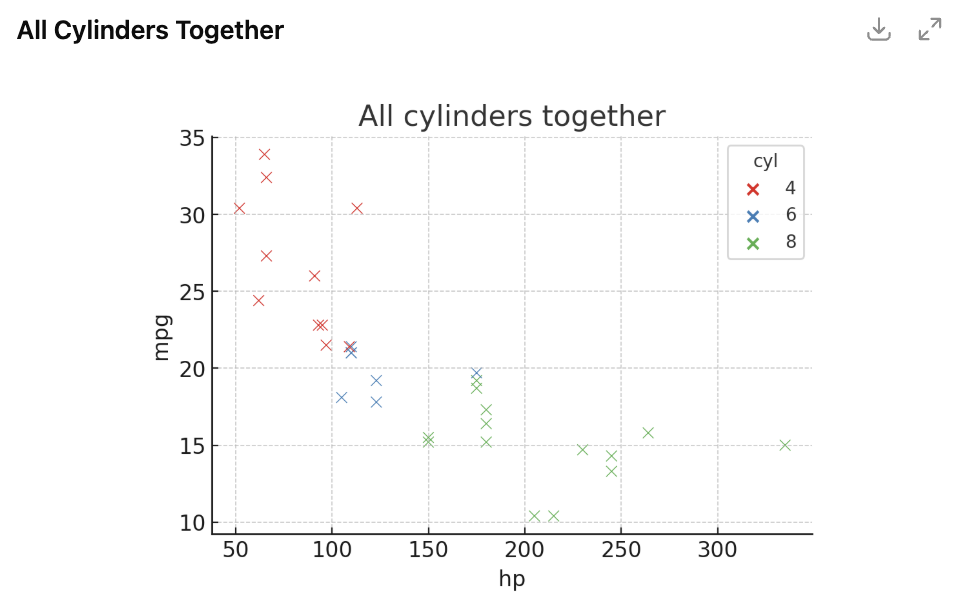 All Cylinders Together
All cylinders together
cyl
4
6
8
35
30
25
20
15
10
mpg
50 100 150 200 250 300
hp